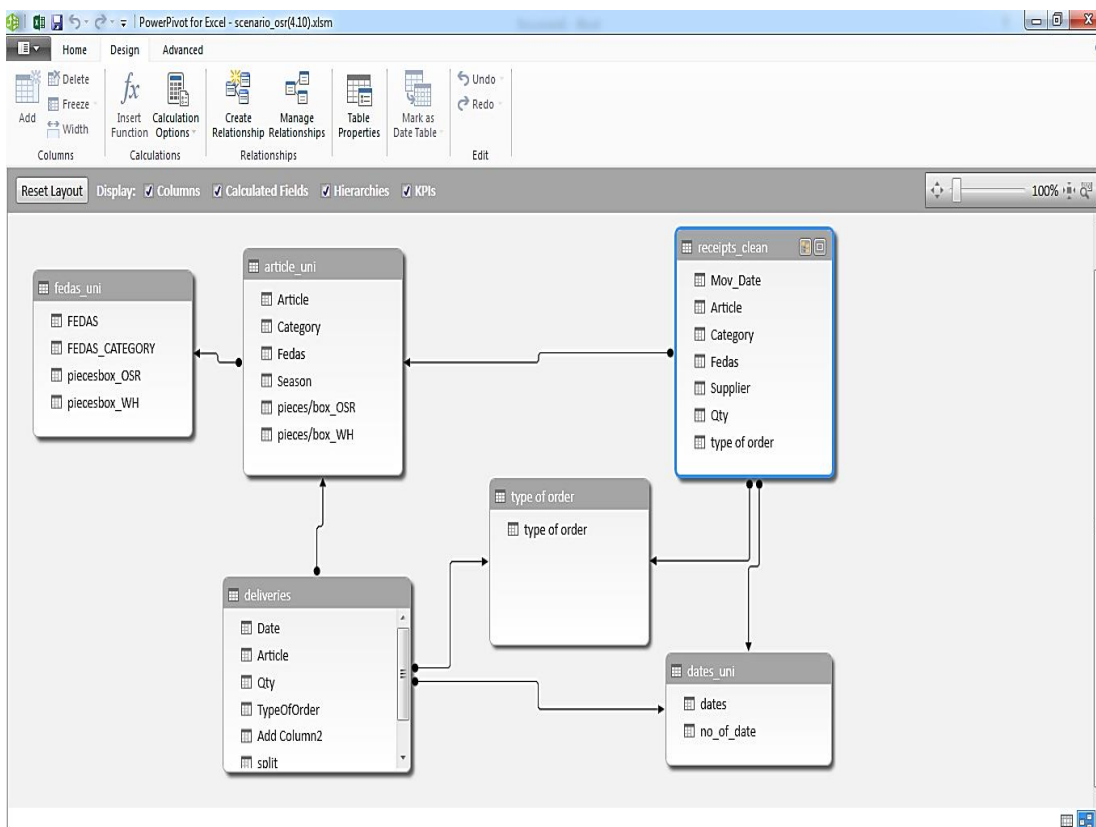 PowerPivot for Excel - scenario_osr(4.10).xlsm
Home Design Advanced
Add
Delete
Freeze
Width
Columns
Insert Function
Calculation Options
Calculations
Create Relationship
Manage Relationships
Relationships
Table Properties
Mark as Date Table
Undo
Redo
Edit
Reset Layout Display: Columns Calculated Fields Hierarchies KPIs 100%
fedas_uni
FEDAS
FEDAS_CATEGORY
piecesbox_OSR
piecesbox_WH
article_uni
Article
Category
Fedas
Season
pieces/box_OSR
pieces/box_WH
receipts_clean
Mov_Date
Article
Category
Fedas
Supplier
Qty
type of order
type of order
type of order
deliveries
Date
Article
Qty
TypeOfOrder
Add Column2
split
dates_uni
dates
no_of_date